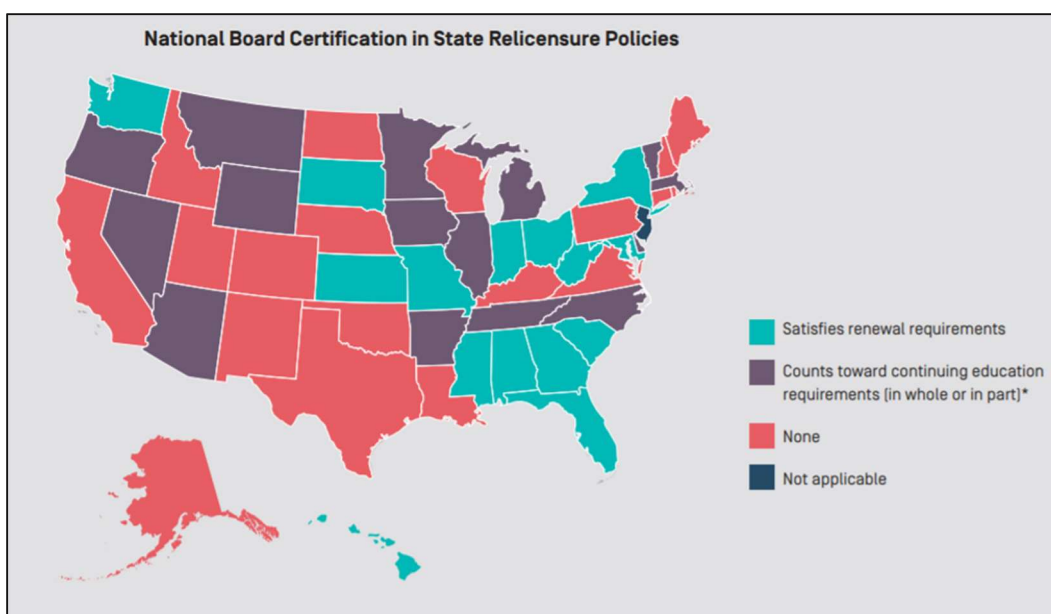 National Board Certification in State Relicensure Policies
Satisfies renewal requirements
Counts toward continuing education
requirements (in whole or in part)*
None
Not applicable